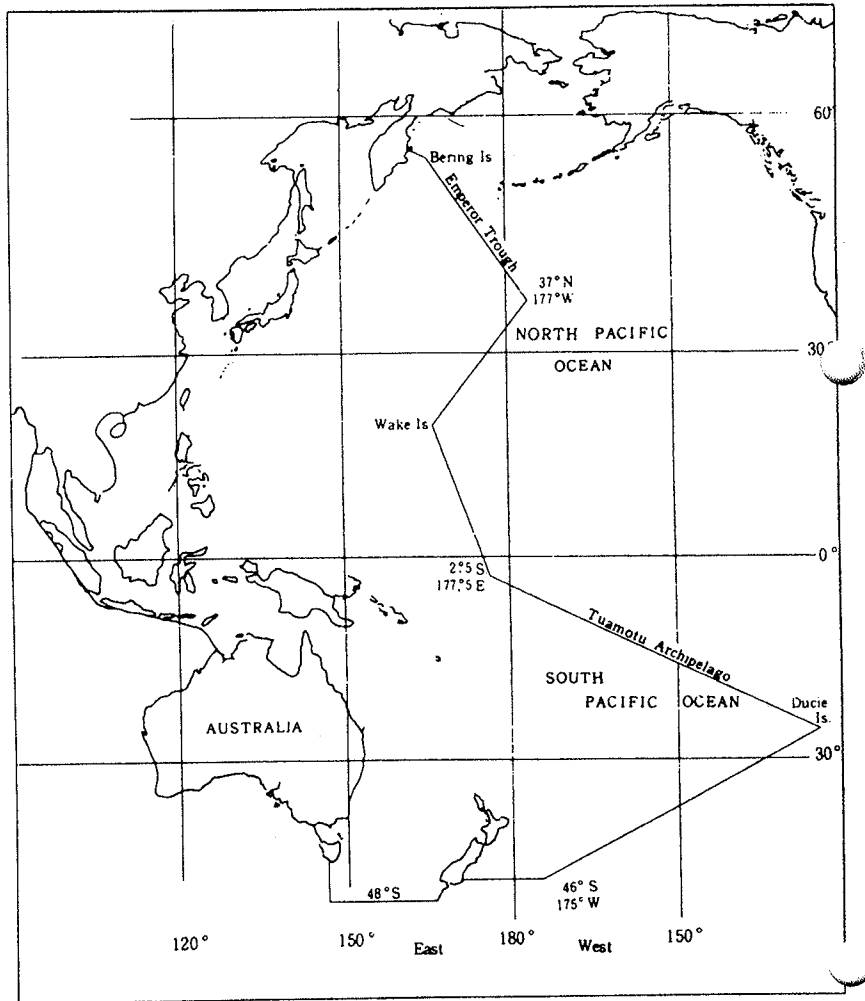 60°
Bering Is
Emperor Trough
37° N
177° W
NORTH PACIFIC
OCEAN
30°
Wake Is
0°
2°.5 S
177.°5 E
Tuamotu Archipelago
SOUTH
PACIFIC OCEAN
Ducie
Is.
AUSTRALIA
30°
48° S
46° S
175° W
120°
150°
East
180°
West
150°